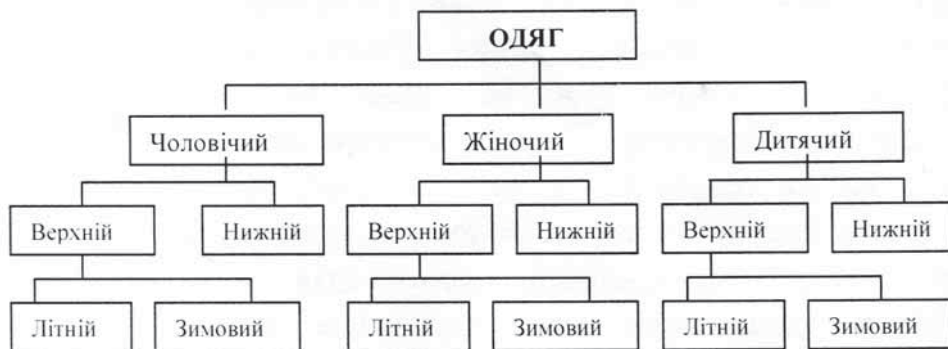 ОДЯГ
Чоловічий Жіночий Дитячий
Верхній Нижній Верхній Нижній Верхній Нижній
Літній Зимовий Літній Зимовий Літній Зимовий